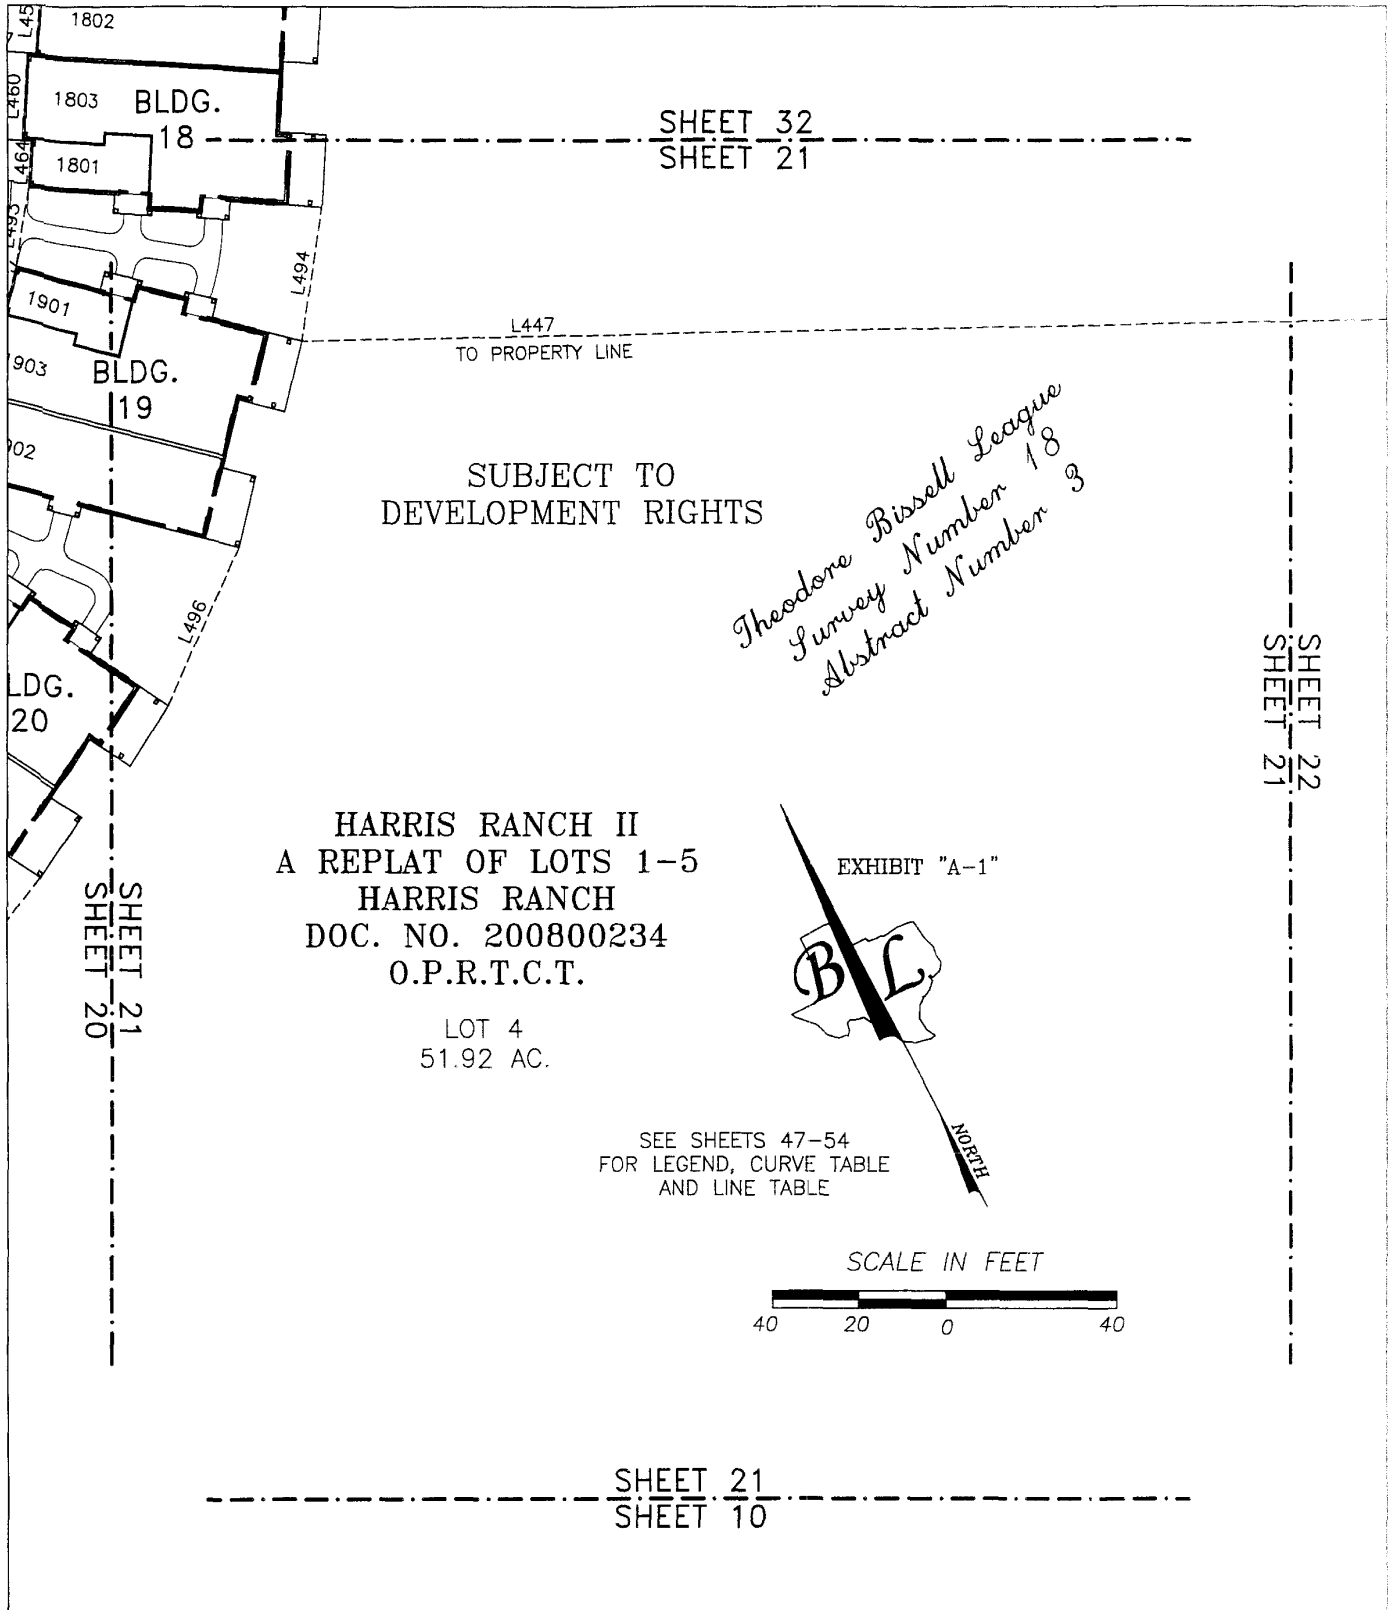 1802
L45
1803
BLDG.
18
L460
1801
464
L493
L494
SHEET 32
SHEET 21
1901
L447
TO PROPERTY LINE
903
BLDG.
19
902
SUBJECT TO
DEVELOPMENT RIGHTS
Theodore Bissell League
Survey Number 18
Abstract Number 3
L496
LDG.
20
SHEET 22
SHEET 21
HARRIS RANCH II
A REPLAT OF LOTS 1-5
HARRIS RANCH
DOC. NO. 200800234
O.P.R.T.C.T.
LOT 4
51.92 AC.
EXHIBIT "A-1"
B L
NORTH
SHEET 21
SHEET 20
SEE SHEETS 47-54
FOR LEGEND, CURVE TABLE
AND LINE TABLE
SCALE IN FEET
40 20 0 40
SHEET 21
SHEET 10